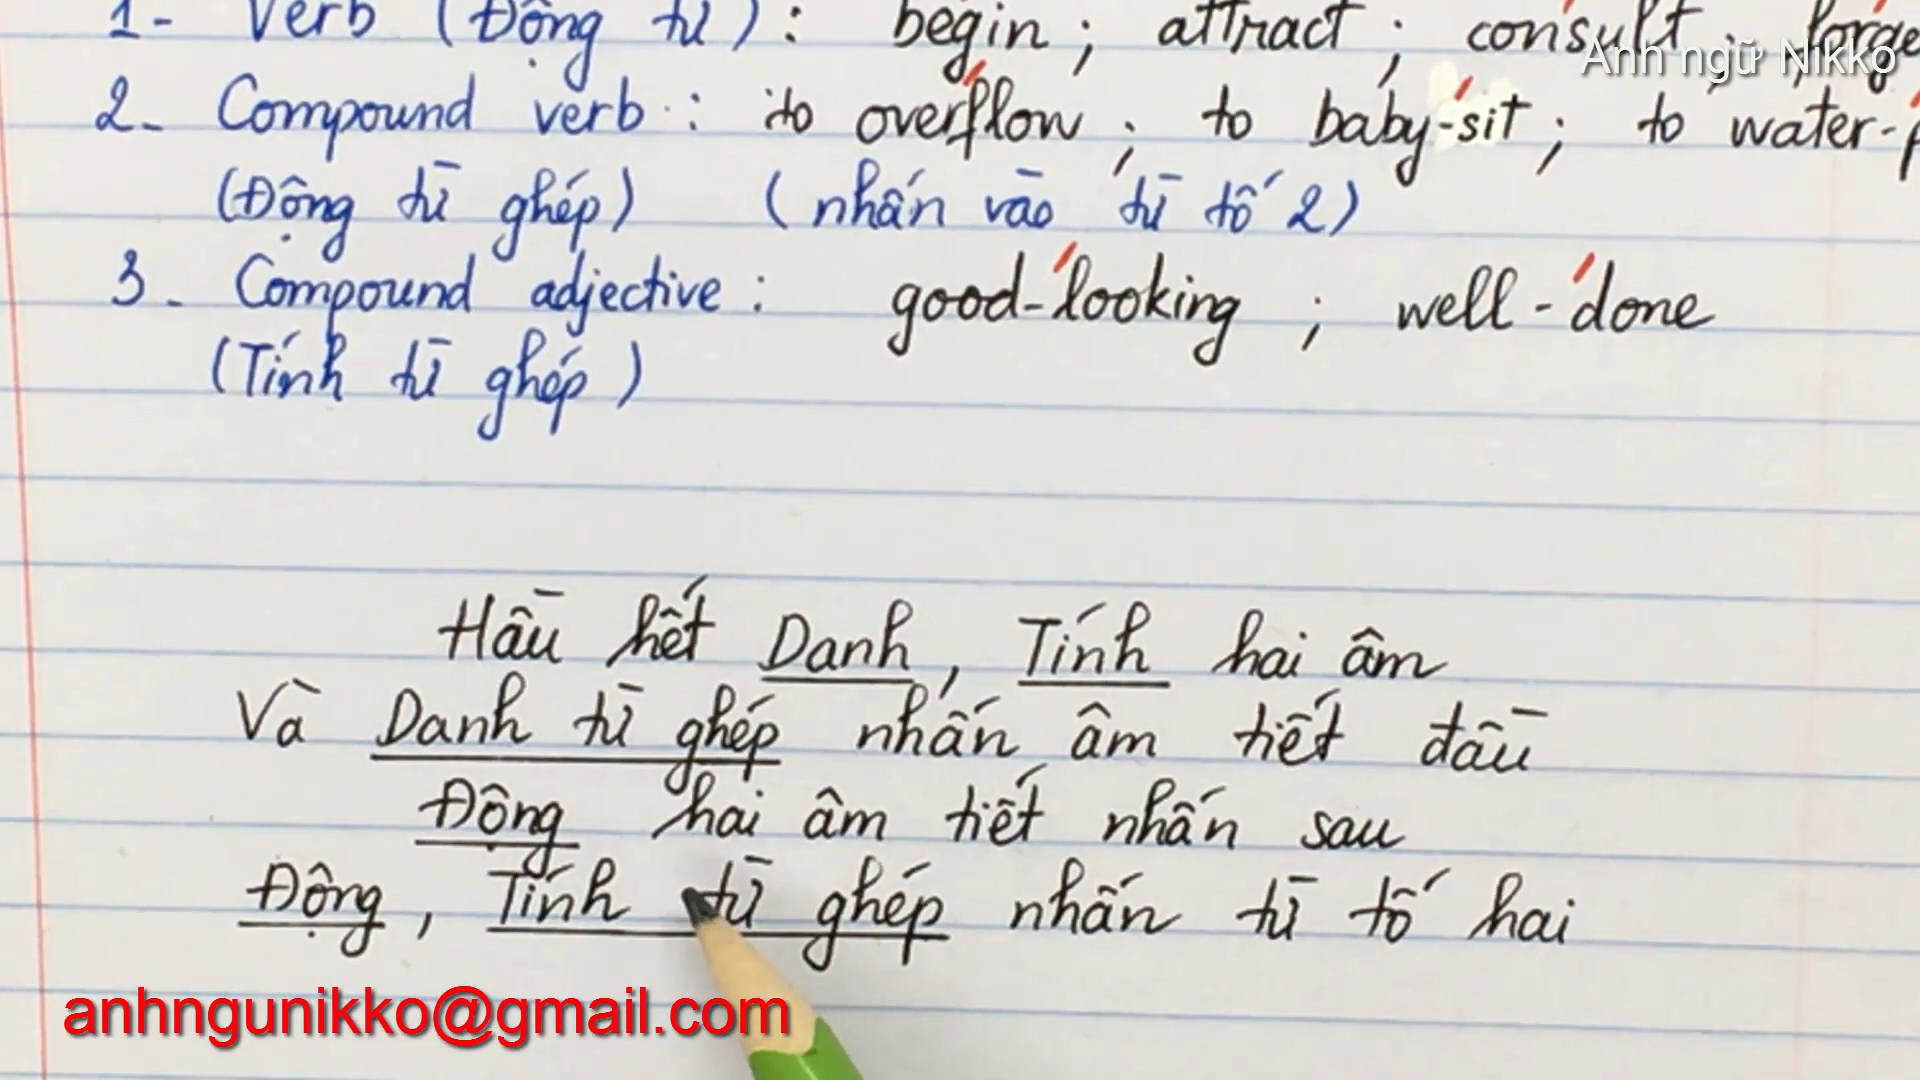 1- Verb (Động từ) : begin ; attract ; consult ;
Anh ngữ Nikko
2- Compound verb : to overflow ; to baby-sit ; to water-
(Động từ ghép) (nhấn vào từ tố 2)
3- Compound adjective : good-looking ; well-done
(Tính từ ghép)
Hầu hết Danh, Tính hai âm
Và Danh từ ghép nhấn âm tiết đầu
Động hai âm tiết nhấn sau
Động, Tính từ ghép nhấn từ tố hai
anhngunikko@gmail.com